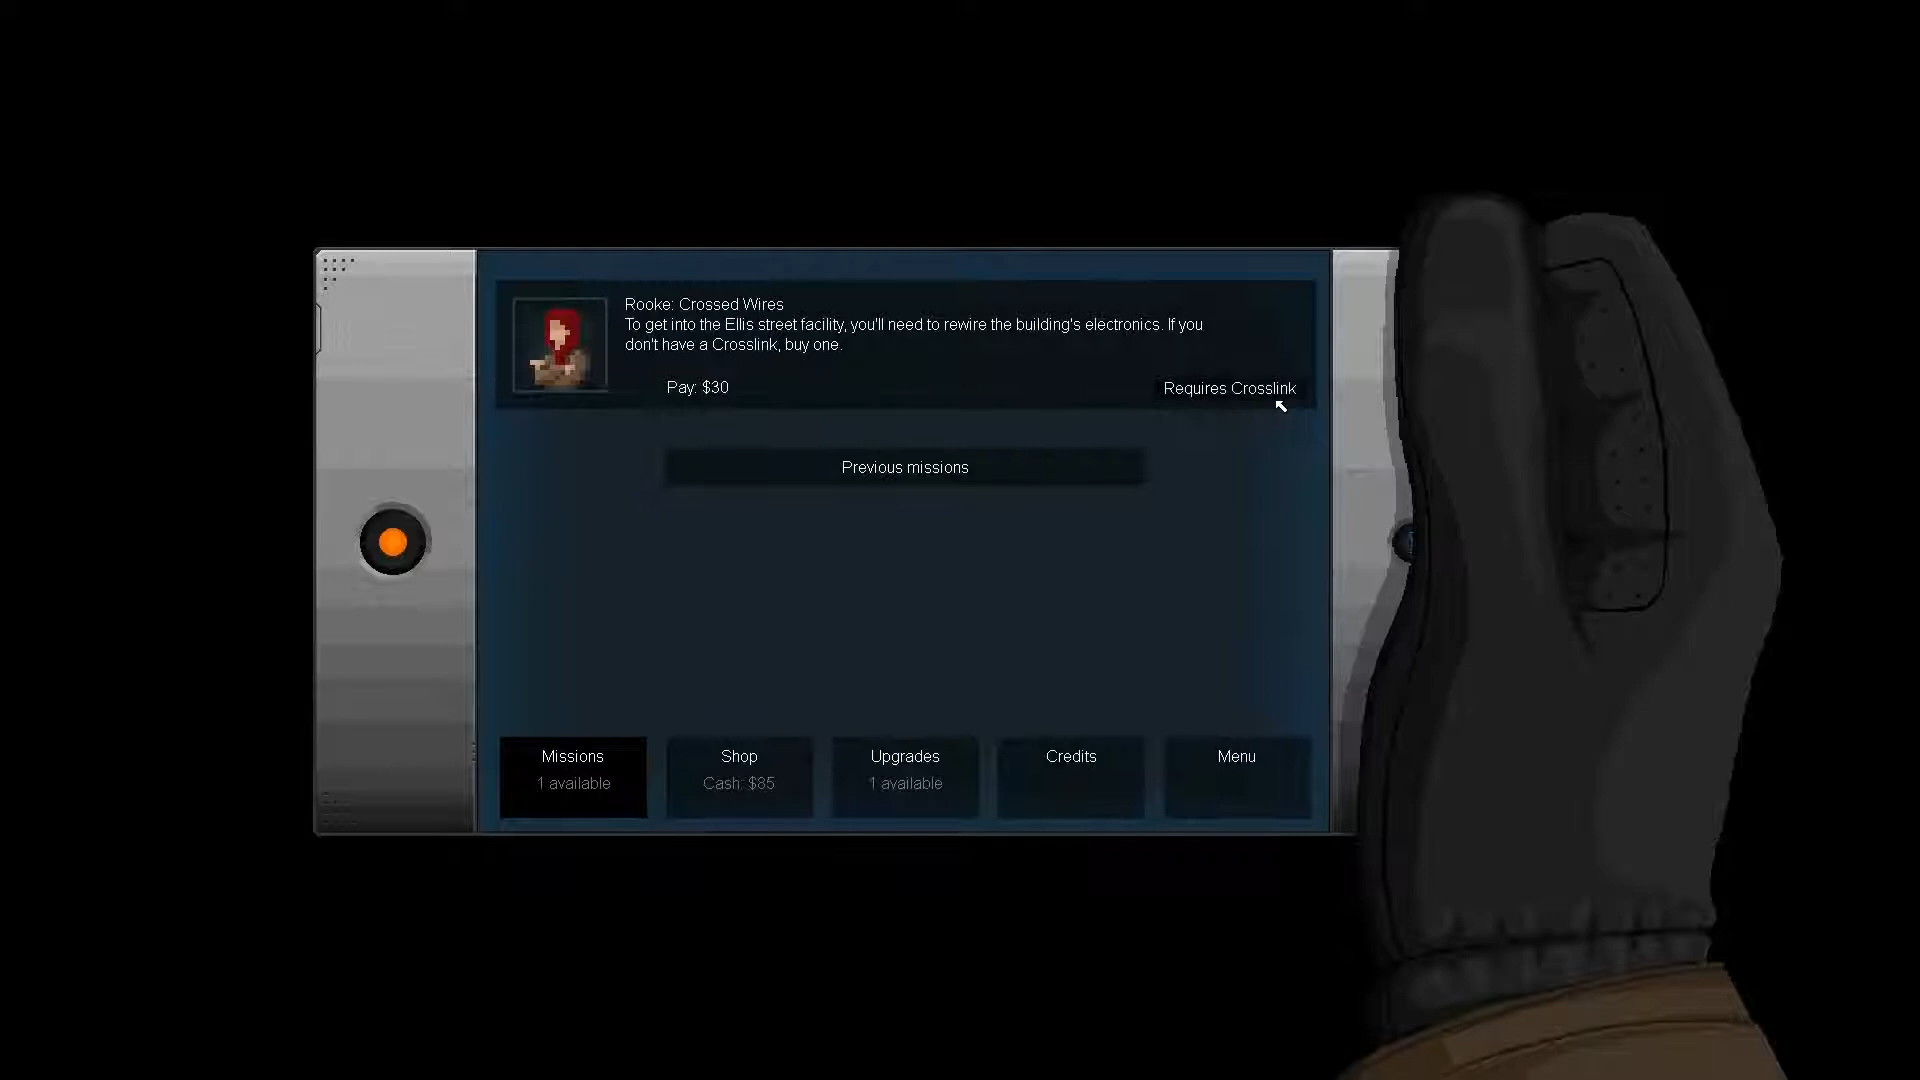 Rooke: Crossed Wires
To get into the Ellis street facility, you'll need to rewire the building's electronics. If you
don't have a Crosslink, buy one.
Pay: $30
Requires Crosslink
Previous missions
Missions
1 available
Shop
Cash: $85
Upgrades
1 available
Credits
Menu